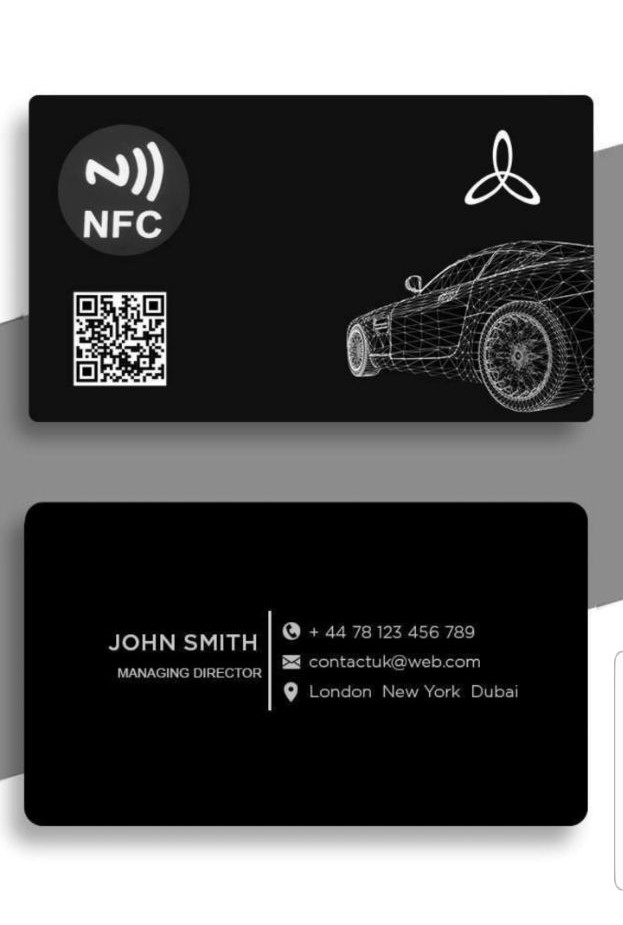 NFC
JOHN SMITH
MANAGING DIRECTOR
+ 44 78 123 456 789
contactuk@web.com
London New York Dubai